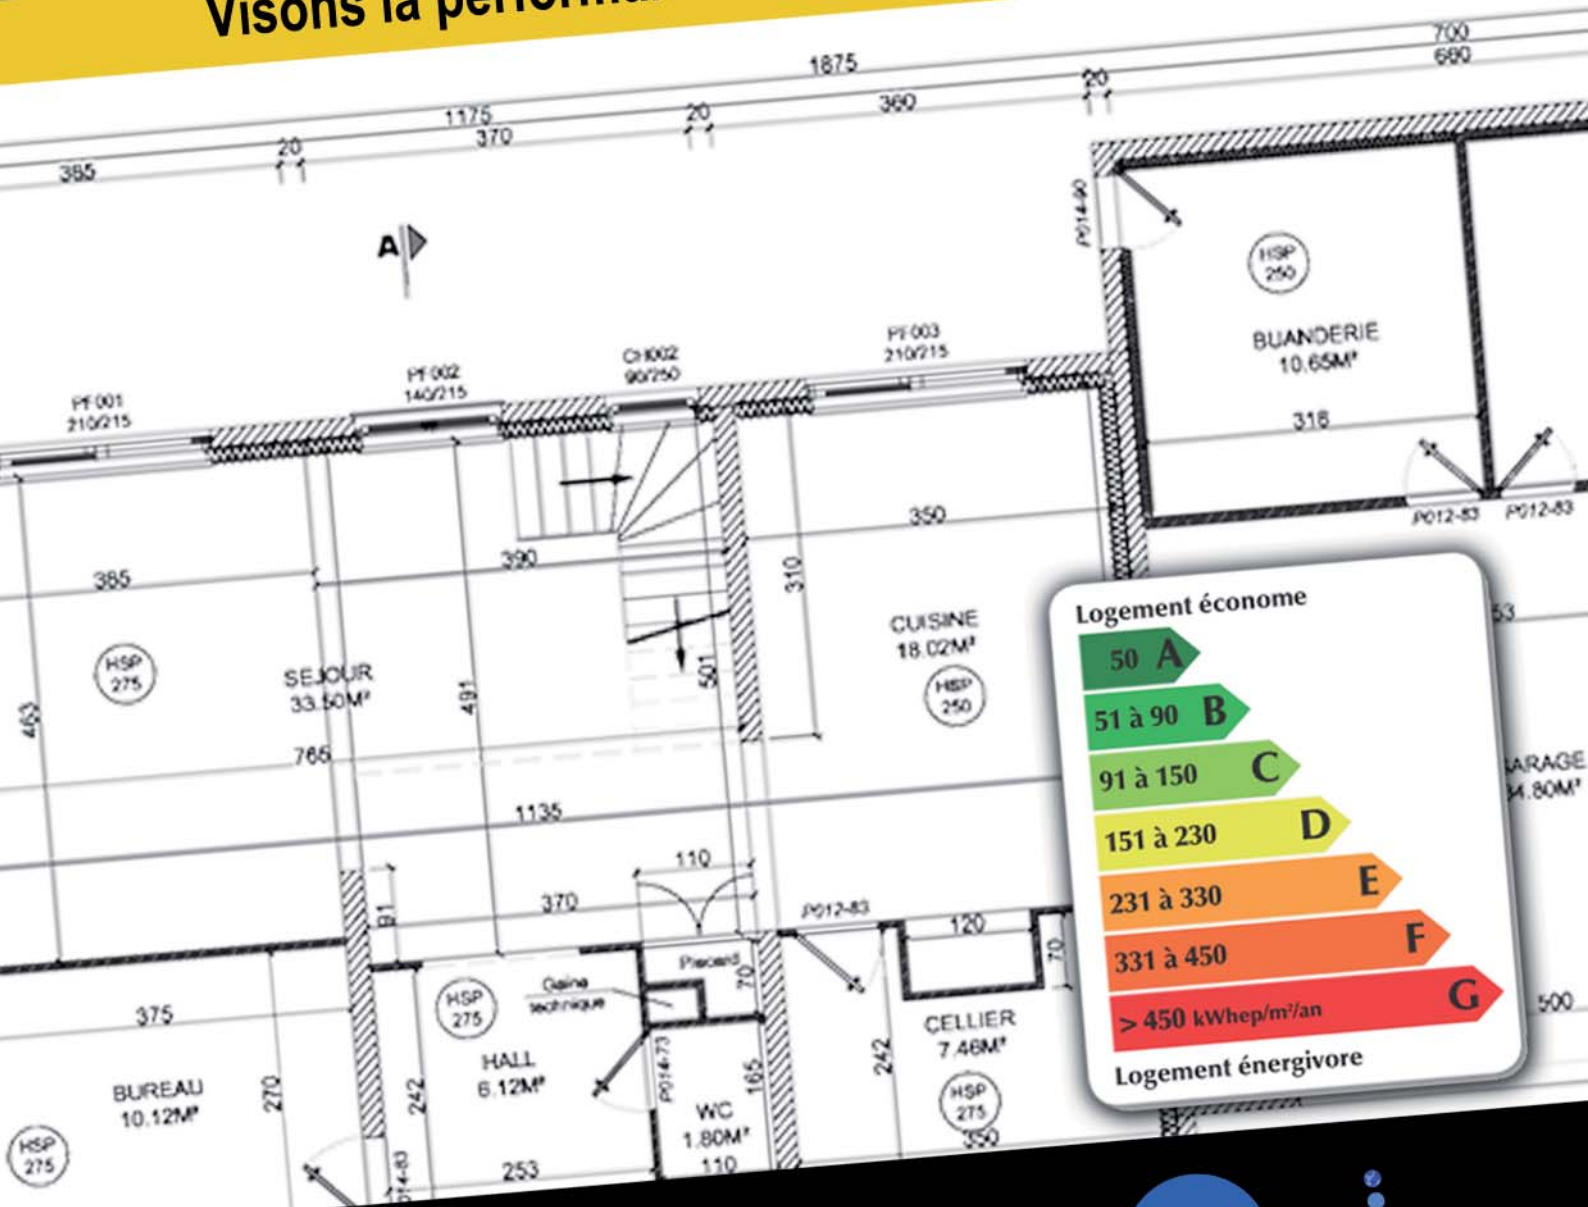 Visons la
700
1875
680
20
360
20
1175
370
20
385
A
P014-90
HSP
250
BUANDERIE
10.65M²
318
P012-83
P012-83
PF003
210/215
CH002
90/250
PF002
140/215
PF001
210/215
350
390
385
310
CUISINE
18.02M²
HSP
250
HSP
275
SEJOUR
33.50M²
491
501
463
765
1135
110
370
91
P012-83
120
70
Placard
70
Gaine
technique
HSP
275
375
HALL
6.12M²
BUREAU
10.12M²
270
242
P014-73
165
WC
1.80M²
110
242
CELLIER
7.46M²
HSP
275
350
HSP
275
253
500
Logement économe
50 A
51 à 90 B
91 à 150 C
151 à 230 D
231 à 330 E
331 à 450 F
> 450 kWhep/m²/an G
Logement énergivore